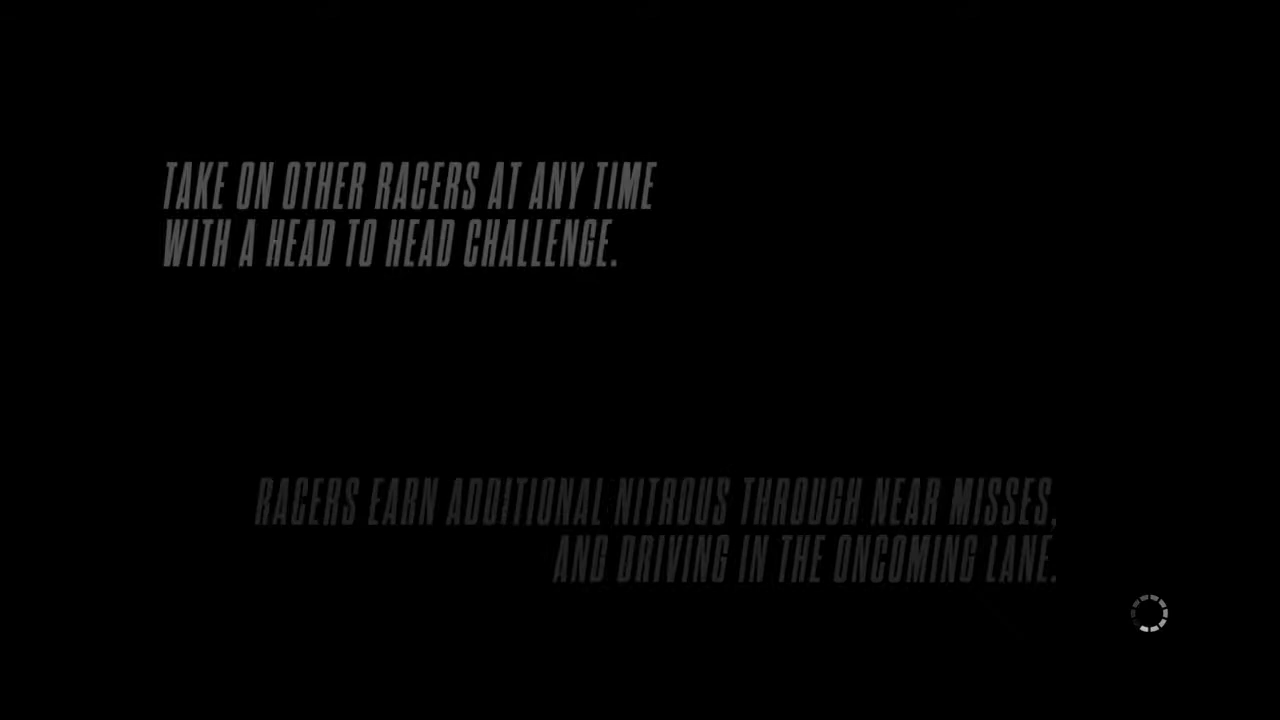 TAKE ON OTHER RACERS AT ANY TIME
WITH A HEAD TO HEAD CHALLENGE.
RACERS EARN ADDITIONAL NITROUS THROUGH NEAR MISSES,
AND DRIVING IN THE ONCOMING LANE.